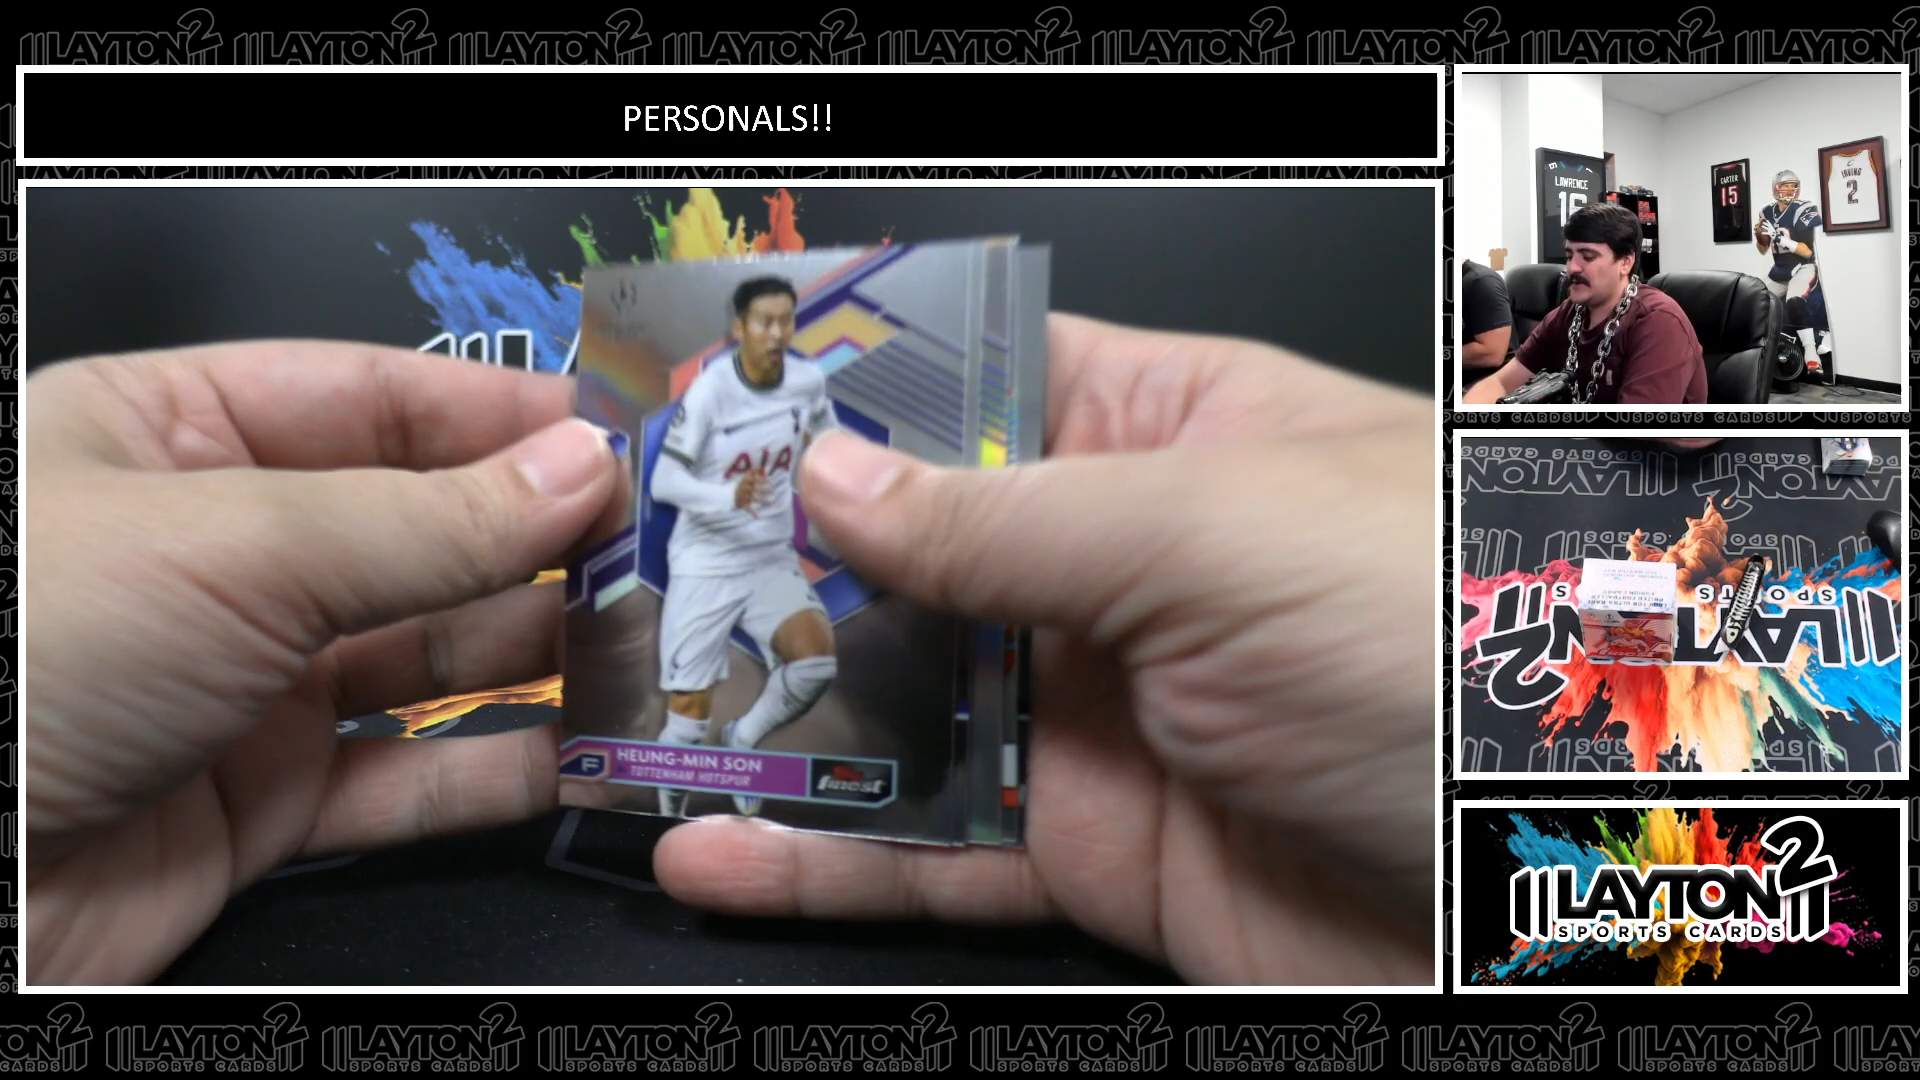 PERSONALS!!
AIA
HEUNG-MIN SON
TOTTENHAM HOTSPUR
F
finest
LAWRENCE
16
CARTER
15
IRVING
2
LAYTON 2
SPORTS CARDS